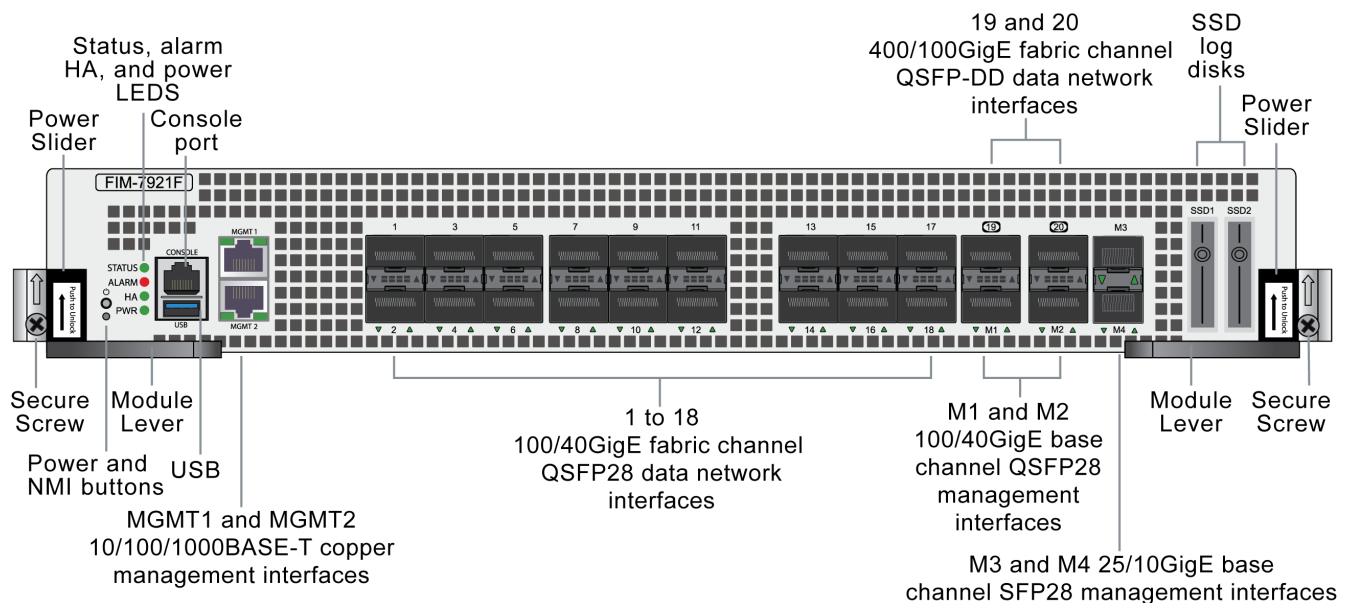 19 and 20
400/100GigE fabric channel
QSFP-DD data network
interfaces
SSD
log
disks
Status, alarm
HA, and power
LEDS
Power
Slider
Console
port
Power
Slider
FIM-7921F
MGMT 1
1 3 5 7 9 11 13 15 17 19 20 M3
SSD1 SSD2
CONSOLE
STATUS
ALARM
HA
PWR
USB
MGMT 2
2 4 6 8 10 12 14 16 18 M1 M2 M4
Push to Unlock
Push to Unlock
Secure
Screw
Module
Lever
Power and
NMI buttons
USB
MGMT1 and MGMT2
10/100/1000BASE-T copper
management interfaces
1 to 18
100/40GigE fabric channel
QSFP28 data network
interfaces
M1 and M2
100/40GigE base
channel QSFP28
management
interfaces
M3 and M4 25/10GigE base
channel SFP28 management interfaces
Module
Lever
Secure
Screw